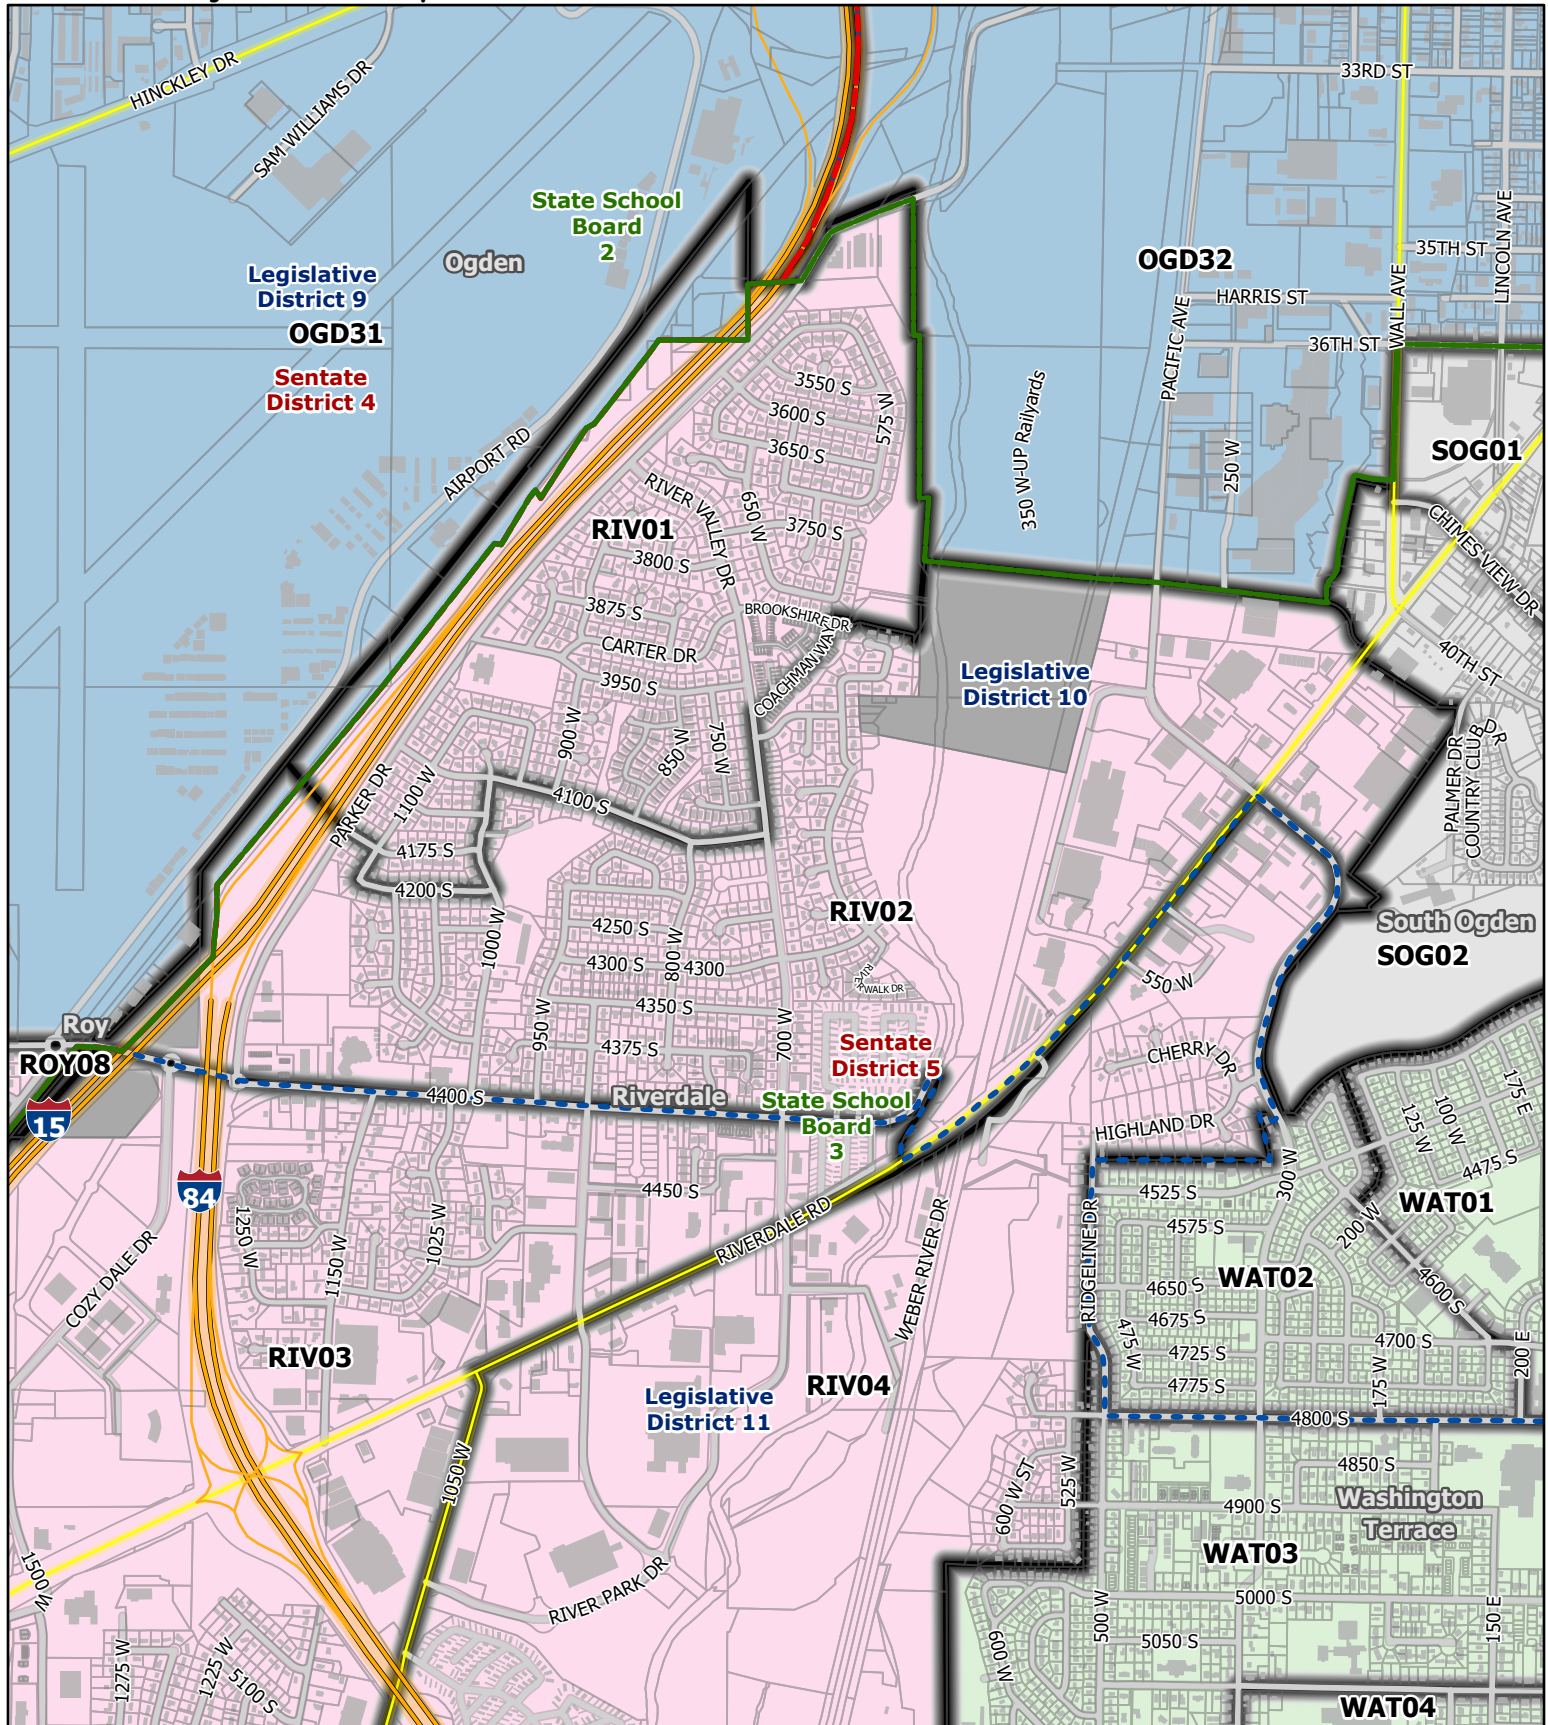 HINCKLEY DR
SAM WILLIAMS DR
33RD ST
State School
Board
2
Ogden
Legislative
District 9
OGD31
Sentate
District 4
OGD32
LINCOLN AVE
35TH ST
HARRIS ST
WALL AVE
PACIFIC AVE
36TH ST
3550 S
3600 S
3650 S
575 W
350 W-UP Railyards
250 W
SOG01
AIRPORT RD
RIVER VALLEY DR
650 W
RIV01
3750 S
3800 S
CHIMES VIEW DR
3875 S
BROOKSHIRE DR
CARTER DR
COACHMAN WAY
40TH ST
Legislative
District 10
3950 S
900 W
850 W
750 W
PALMER DR
COUNTRY CLUB
DR
PARKER DR
1100 W
4100 S
4175 S
4200 S
RIV02
South Ogden
SOG02
4250 S
1000 W
800 W
4300 S
4300
RIVER
WALK DR
550 W
4350 S
950 W
700 W
Roy
ROY08
4375 S
Sentate
District 5
CHERRY DR
4400 S
Riverdale
State School
Board
3
15
175 E
100 W
125 W
HIGHLAND DR
84
4450 S
300 W
4475 S
4525 S
WAT01
1250 W
1025 W
RIVERDALE RD
WEBER RIVER DR
RIDGELINE DR
4575 S
200 W
COZY DALE DR
1150 W
WAT02
4650 S
4600 S
4675 S
475 W
4700 S
4725 S
200 E
RIV03
RIV04
4775 S
175 W
Legislative
District 11
4800 S
1050 W
4850 S
600 W ST
525 W
4900 S
Washington
Terrace
WAT03
1500 W
RIVER PARK DR
5000 S
500 W
150 E
600 W
5050 S
1275 W
1225 W
5100 S
WAT04